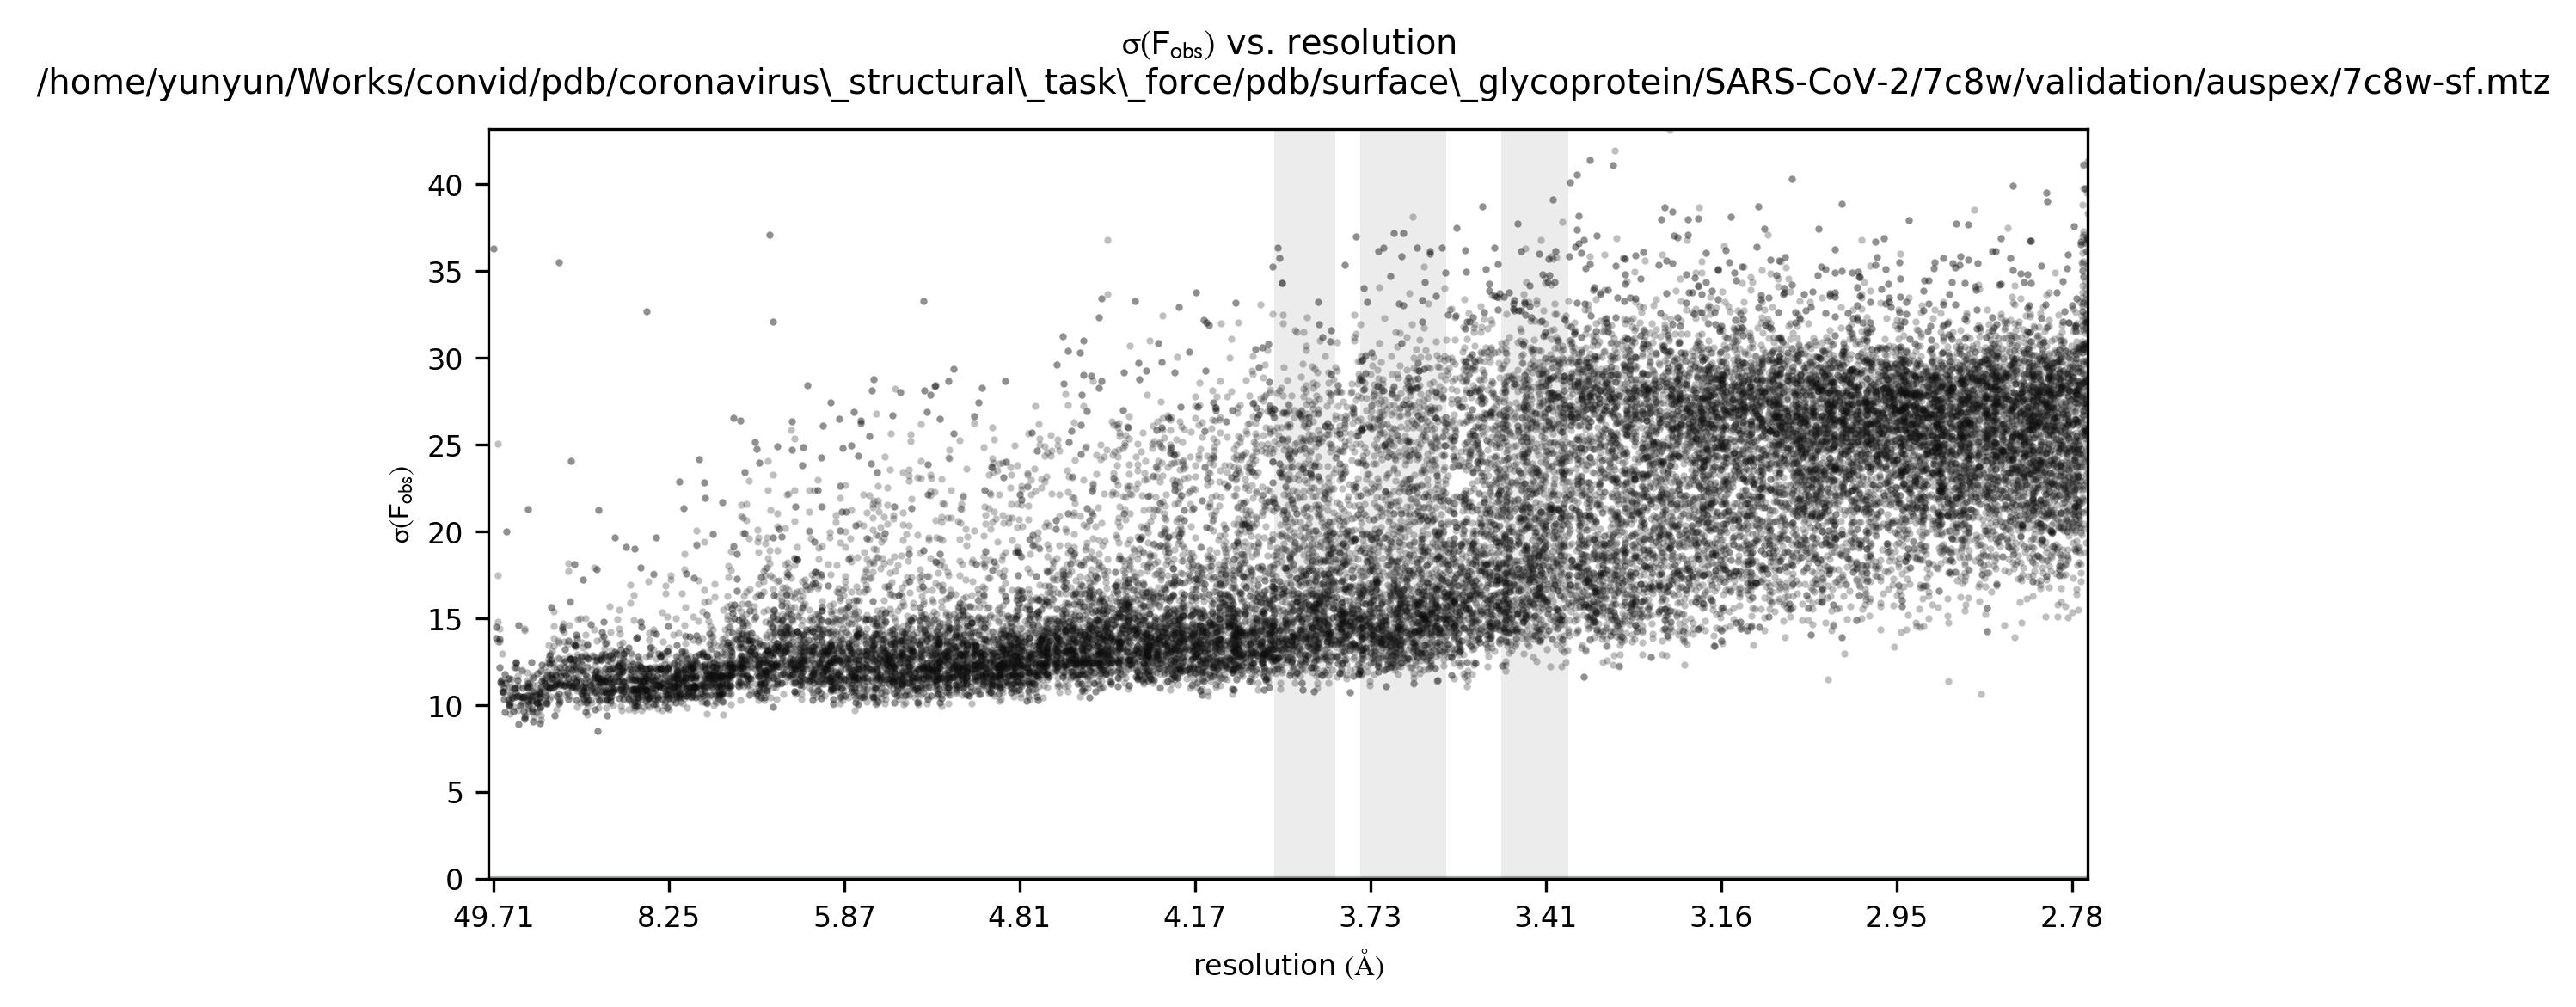 σ(F_obs) vs. resolution
/home/yunyun/Works/convid/pdb/coronavirus\_structural\_task\_force/pdb/surface\_glycoprotein/SARS-CoV-2/7c8w/validation/auspex/7c8w-sf.mtz
σ(F_obs)
40
35
30
25
20
15
10
5
0
49.71 8.25 5.87 4.81 4.17 3.73 3.41 3.16 2.95 2.78
resolution (Å)